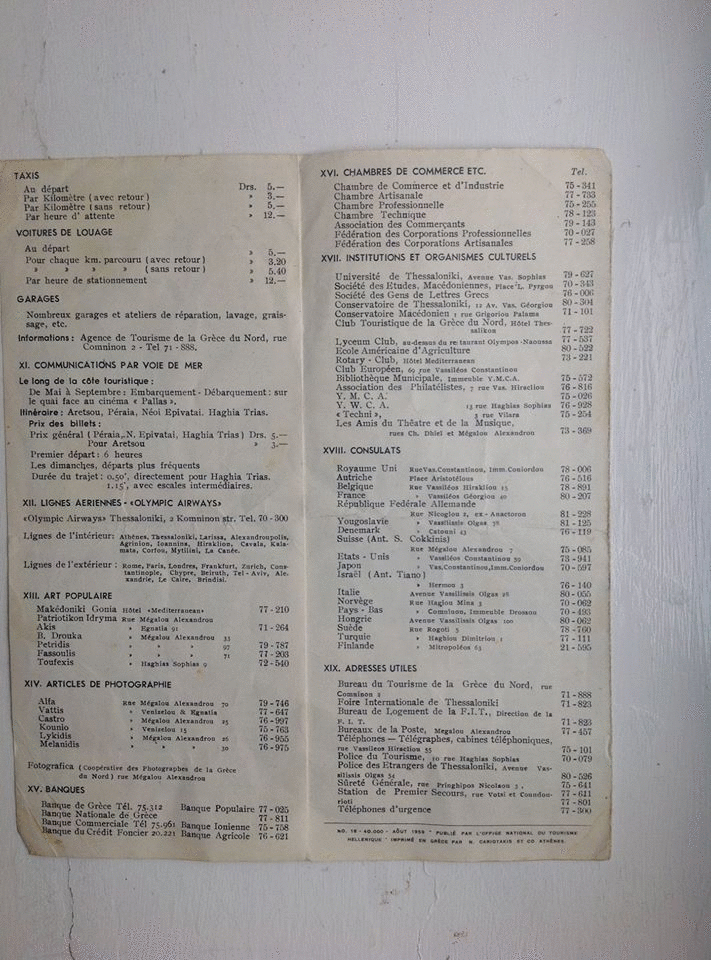 TAXIS
Au départ Drs. 5.—
Par Kilomètre ( avec retour ) » 3.—
Par Kilomètre ( sans retour ) » 5.—
Par heure d' attente » 12.—
VOITURES DE LOUAGE
Au départ » 5.—
Pour chaque km. parcouru ( avec retour ) » 3.20
» » » » ( sans retour ) » 5.40
Par heure de stationnement » 12.—
GARAGES
Nombreux garages et ateliers de réparation, lavage, grais-
sage, etc.
Informations : Agence de Tourisme de la Grèce du Nord, rue
Comninon 2 - Tel 71 - 888.
XI. COMMUNICATIONS PAR VOIE DE MER
Le long de la côte touristique :
De Mai à Septembre : Embarquement - Débarquement : sur
le quai face au cinéma « Pallas ».
Itinéraire : Aretsou, Péraia, Néoi Epivatai. Haghia Trias.
Prix des billets :
Prix général ( Péraia, N. Epivatai, Haghia Trias ) Drs. 5.—
Pour Aretsou » 3.—
Premier départ : 6 heures
Les dimanches, départs plus fréquents
Durée du trajet : 0.50', directement pour Haghia Trias.
1.15', avec escales intermédiaires.
XII. LIGNES AERIENNES - «OLYMPIC AIRWAYS»
«Olympic Airways» Thessaloniki, 2 Komninon str. Tel. 70 - 300
Lignes de l'intérieur: Athènes, Thessaloniki, Larissa, Alexandroupolis,
Agrinion, Ioannina, Hiraklion, Cavala, Kala-
mata, Corfou, Mytilini, La Canée.
Lignes de l'extérieur : Rome, Paris, Londres, Frankfur, Zurich, Cons-
tantinople, Chypre, Beiruth, Tel - Aviv, Ale.
xandrie, Le Caire, Brindisi.
XIII. ART POPULAIRE
Makédoniki Gonia Hôtel «Mediterranean» 77 - 210
Patriotikon Idryma Rue Mégalou Alexandrou
Akis » Egnatia 91 71 - 264
B. Drouka » Mégalou Alexandrou 33
Petridis » » » 97 79 - 787
Fassoulis » » » 71 77 - 203
Toufexis » Haghias Sophias 9 72 - 540
XIV. ARTICLES DE PHOTOGRAPHIE
Alfa Rue Mégalou Alexandrou 70 79 - 746
Vattis » Venizelou & Egnatia 77 - 647
Castro » Mégalou Alexandrou 25 76 - 997
Kounio » Venizelou 15 75 - 763
Lykidis » Mégalou Alexandrou 26 76 - 955
Melanidis » » » 30 76 - 975
Fotografica ( Coopérative des Photographes de la Grèce
du Nord ) rue Mégalou Alexandrou
XV. BANQUES
Banque de Grèce Tél. 75.312 Banque Populaire 77 - 025
Banque Nationale de Grèce 77 - 811
Banque Commerciale Tél 75.961 Banque Ionienne 75 - 758
Banque du Crédit Foncier 20.221 Banque Agricole 76 - 621
XVI. CHAMBRES DE COMMERCE ETC. Tel.
Chambre de Commerce et d'Industrie 75 - 341
Chambre Artisanale 77 - 733
Chambre Professionnelle 75 - 255
Chambre Technique 78 - 123
Association des Commerçants 79 - 143
Fédération des Corporations Professionnelles 70 - 027
Fédération des Corporations Artisanales 77 - 258
XVII. INSTITUTIONS ET ORGANISMES CULTURELS
Université de Thessaloniki, Avenue Vas. Sophias 79 - 627
Société des Etudes, Macédoniennes, Place L. Pyrgou 70 - 343
Société des Gens de Lettres Grecs 76 - 006
Conservatoire de Thessaloniki, 12 Av. Vas. Géorgiou 80 - 304
Conservatoire Macédonien 1 rue Grigoriou Palama 71 - 101
Club Touristique de la Grèce du Nord, Hôtel Thes-
salikon 77 - 722
Lyceum Club, au-dessus du restaurant Olympos - Naoussa 77 - 537
Ecole Américaine d'Agriculture 80 - 522
Rotary - Club, Hôtel Mediterranean 73 - 221
Club Européen, 69 rue Vassiléos Constantinou
Bibliothèque Municipale, Immeuble Y.M.C.A. 75 - 572
Association des Philatélistes, 7 rue Vas. Hiracliou 76 - 816
Y. M. C. A. 75 - 026
Y. W. C. A. 13 rue Haghias Sophias 76 - 928
« Techni », 3 rue Vilara 75 - 254
Les Amis du Théatre et de la Musique,
rues Ch. Dhiel et Mégalou Alexandrou 73 - 369
XVIII. CONSULATS
Royaume Uni Rue Vas.Constantinou, Imm.Coniordou 78 - 006
Autriche Place Aristotélous 76 - 516
Belgique Rue Vassiléos Hirakliou 15 78 - 891
France » Vassiléos Géorgiou 40 80 - 207
République Federale Allemande
Rue Nicoglou 2, ex - Anactoron 81 - 228
Yougoslavie » Vassilissis Olgas 78 81 - 125
Denemark » Catouni 43 76 - 119
Suisse (Ant. S. Cokkinis)
Rue Mégalou Alexandrou 7 75 - 085
Etats - Unis » Vassiléos Constantinou 59 73 - 941
Japon » Vas.Constantinou,Imm.Coniordou 70 - 597
Israël ( Ant. Tiano )
» Hermou 3 76 - 140
Italie Avenue Vassilissis Olgas 28 80 - 055
Norvège Rue Hagiou Mina 3 70 - 062
Pays - Bas » Comninon, Immeuble Drossou 70 - 493
Hongrie Avenue Vassilissis Olgas 100 80 - 062
Suède Rue Rogoti 5 78 - 760
Turquie » Haghiou Dimitriou 1 77 - 111
Finlande » Mitropoléos 63 21 - 595
XIX. ADRESSES UTILES
Bureau du Tourisme de la Grèce du Nord, rue
Comninon 2 71 - 888
Foire Internationale de Thessaloniki 71 - 823
Bureau de Logement de la F.I.T., Direction de la
F. I. T. 71 - 823
Bureaux de la Poste, Megalou Alexandrou 77 - 457
Téléphones — Télégraphes, cabines téléphoniques,
rue Vassileos Hiracliou 55 75 - 101
Police du Tourisme, 10 rue Haghias Sophias 70 - 079
Police des Etrangers de Thessaloniki, Avenue Vas-
silissis Olgas 34 80 - 526
Sûreté Générale, rue Pringhipos Nicolaou 3 , 75 - 641
Station de Premier Secours, rue Votsi et Coundou- 77 - 611
rioti 77 - 801
Téléphones d'urgence 77 - 300
NO. 18 - 40.000 - AÔUT 1959 * PUBLIÉ PAR L'OFFIGE NATIONAL DU TOURISME
HELLENIQUE * IMPRIMÉ EN GRÈCE PAR N. CARIOTAKIS ET CO ATHÈNES.